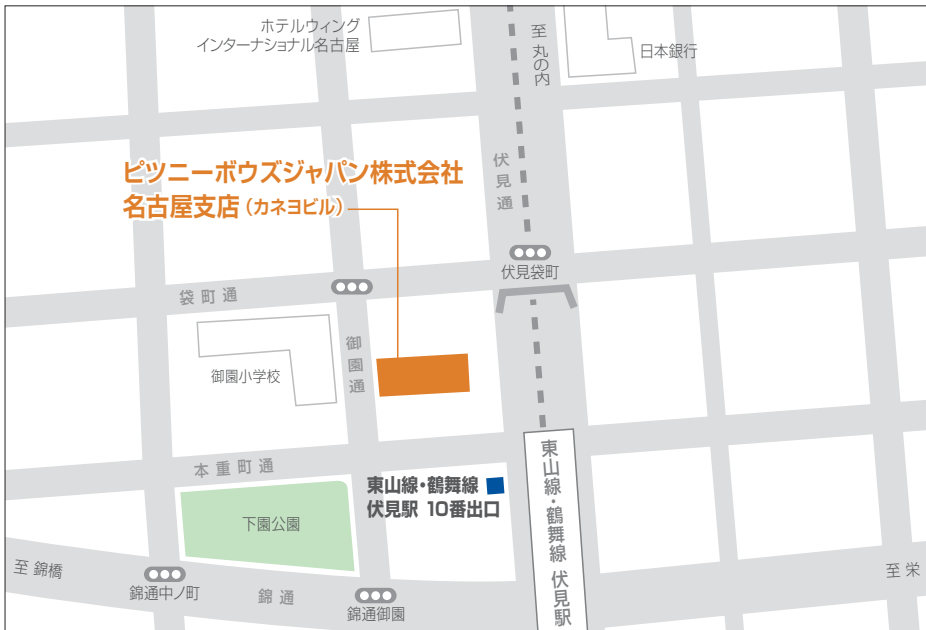 ホテルウィング
インターナショナル名古屋
至 丸の内
日本銀行
ピツニーボウズジャパン株式会社
名古屋支店(カネヨビル)
伏見通
伏見袋町
袋町通
御園通
御園小学校
本重町通
東山線・鶴舞線
伏見駅 10番出口
東山線・鶴舞線 伏見駅
下園公園
至 錦橋
錦通中ノ町
錦通
錦通御園
至 栄